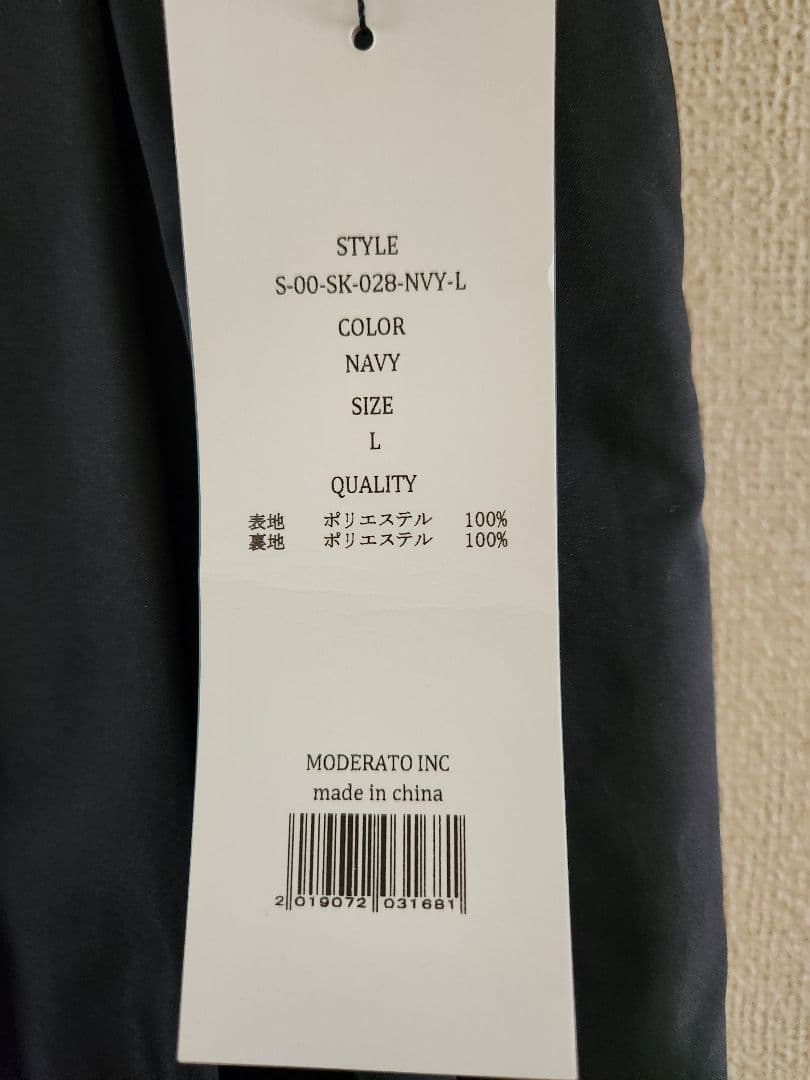 STYLE
S-00-SK-028-NVY-L
COLOR
NAVY
SIZE
L
QUALITY
表地 ポリエステル 100%
裏地 ポリエステル 100%
MODERATO INC
made in china
2 019072 031681